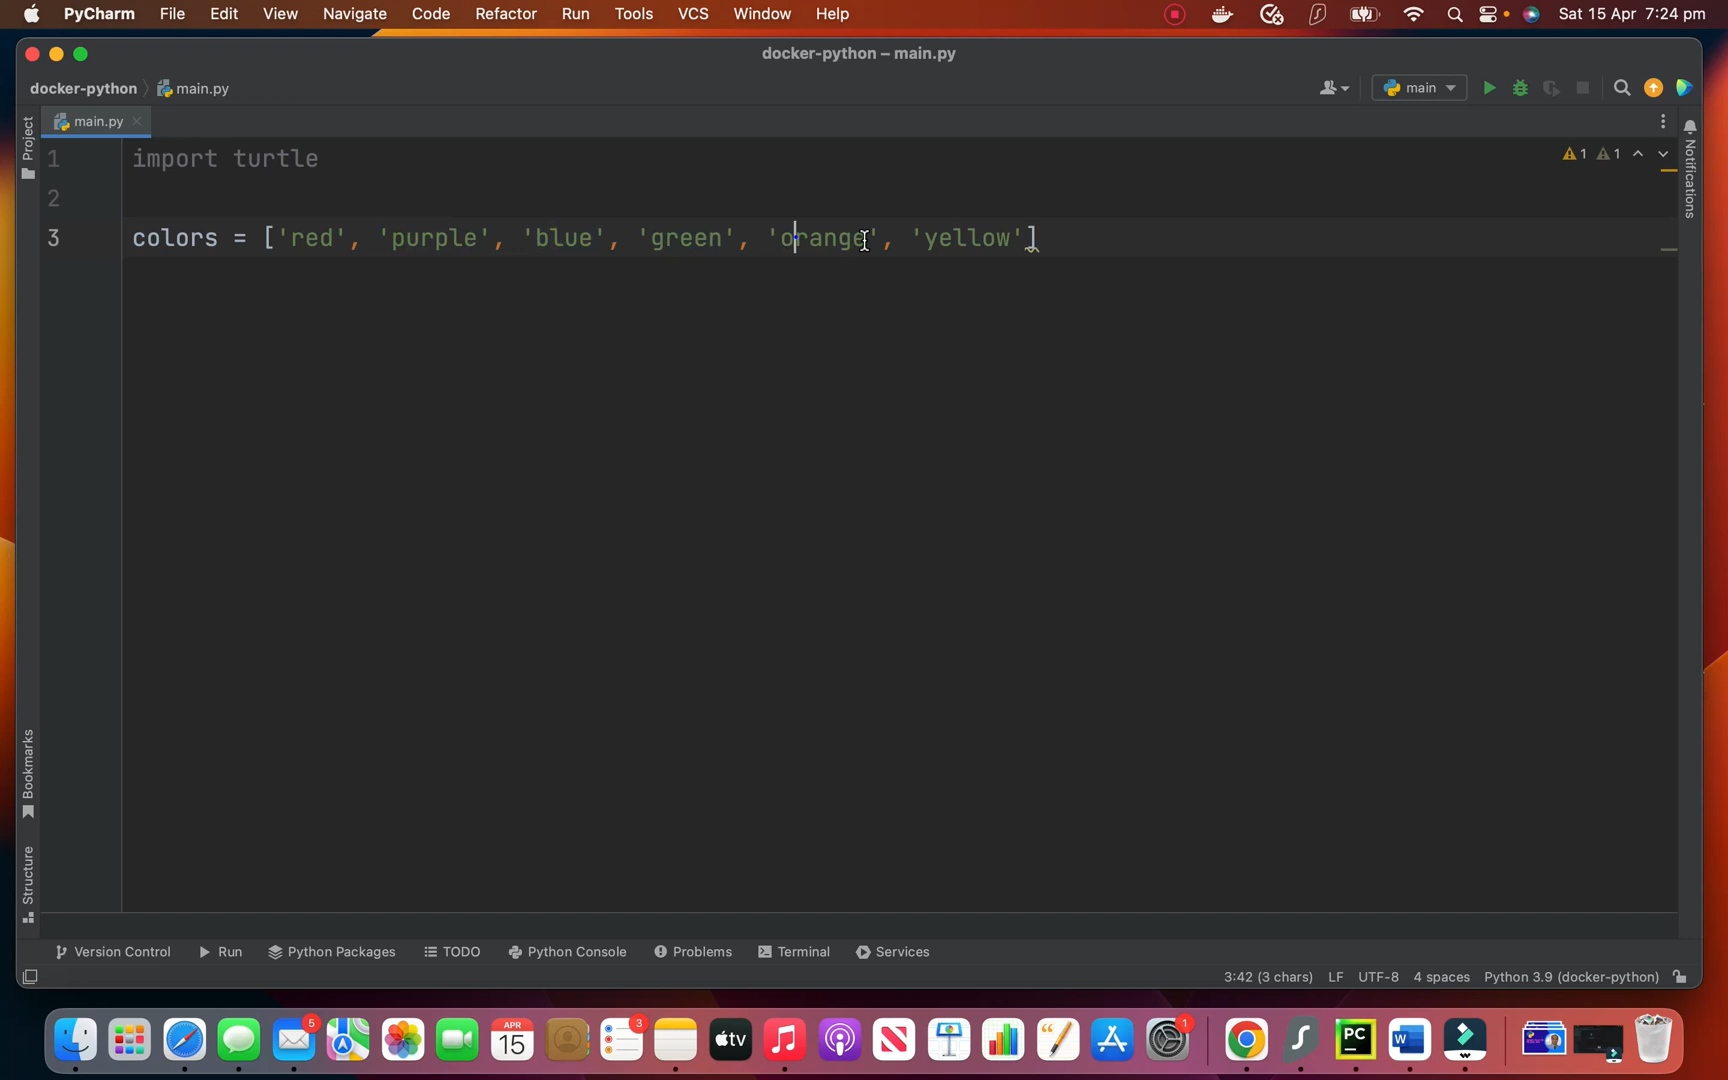 PyCharm File Edit View Navigate Code Refactor Run Tools VCS Window Help Sat 15 Apr 7:24 pm
docker-python – main.py
docker-python main.py main
main.py
Project
Notifications
1 import turtle
1 1
2
3 colors = ['red', 'purple', 'blue', 'green', 'orange', 'yellow']
Bookmarks
Structure
Version Control Run Python Packages TODO Python Console Problems Terminal Services
3:42 (3 chars) LF UTF-8 4 spaces Python 3.9 (docker-python)
5 APR 15 3 tv 1 PC W